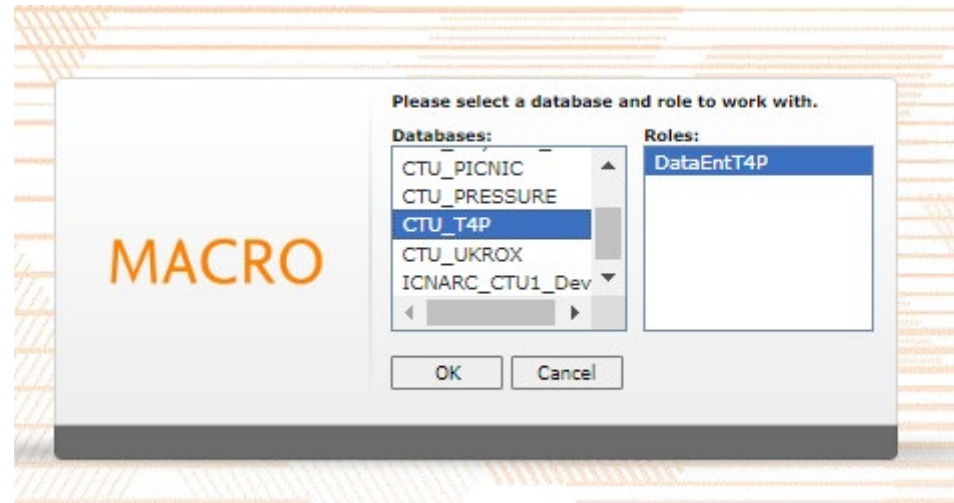 Please select a database and role to work with.
Databases:
Roles:
CTU_PICNIC
DataEntT4P
CTU_PRESSURE
CTU_T4P
CTU_UKROX
ICNARC_CTU1_Dev
MACRO
OK
Cancel